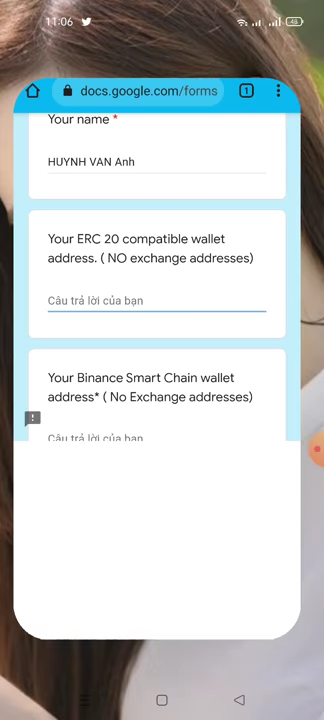 11:06
43
docs.google.com/forms
1
Your name *
HUYNH VAN Anh
Your ERC 20 compatible wallet
address. ( NO exchange addresses)
Câu trả lời của bạn
Your Binance Smart Chain wallet
address* ( No Exchange addresses)
Câu trả lời của bạn